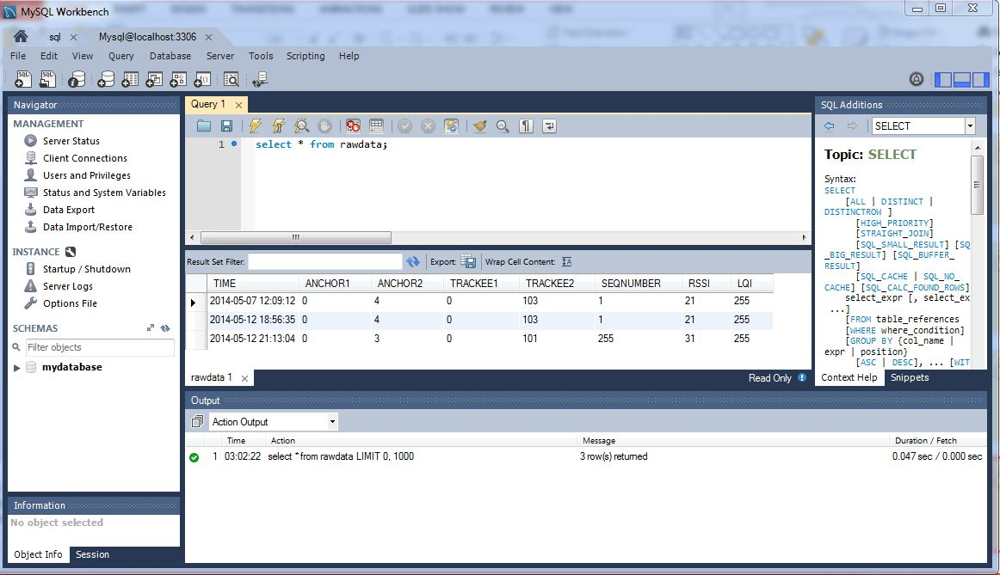 MySQL Workbench
sql
Mysql@localhost:3306
File Edit View Query Database Server Tools Scripting Help
Navigator
MANAGEMENT
Server Status
Client Connections
Users and Privileges
Status and System Variables
Data Export
Data Import/Restore
INSTANCE
Startup / Shutdown
Server Logs
Options File
SCHEMAS
Filter objects
mydatabase
Information
No object selected
Object Info Session
Query 1
1 select * from rawdata;
Result Set Filter: Export: Wrap Cell Content:
TIME ANCHOR1 ANCHOR2 TRACKEE1 TRACKEE2 SEQNUMBER RSSI LQI
2014-05-07 12:09:12 0 4 0 103 1 21 255
2014-05-12 18:56:35 0 4 0 103 1 21 255
2014-05-12 21:13:04 0 3 0 101 255 31 255
rawdata 1
Read Only
SQL Additions
SELECT
Topic: SELECT
Syntax:
SELECT
[ALL | DISTINCT |
DISTINCTROW ]
[HIGH_PRIORITY]
[STRAIGHT_JOIN]
[SQL_SMALL_RESULT] [SQ
_BIG_RESULT] [SQL_BUFFER_
RESULT]
[SQL_CACHE | SQL_NO_
CACHE] [SQL_CALC_FOUND_ROWS]
select_expr [, select_ex
...]
[FROM table_references
[WHERE where_condition]
[GROUP BY {col_name |
expr | position}
[ASC | DESC], ... [WIT
Context Help Snippets
Output
Action Output
Time Action Message Duration / Fetch
1 03:02:22 select * from rawdata LIMIT 0, 1000 3 row(s) returned 0.047 sec / 0.000 sec